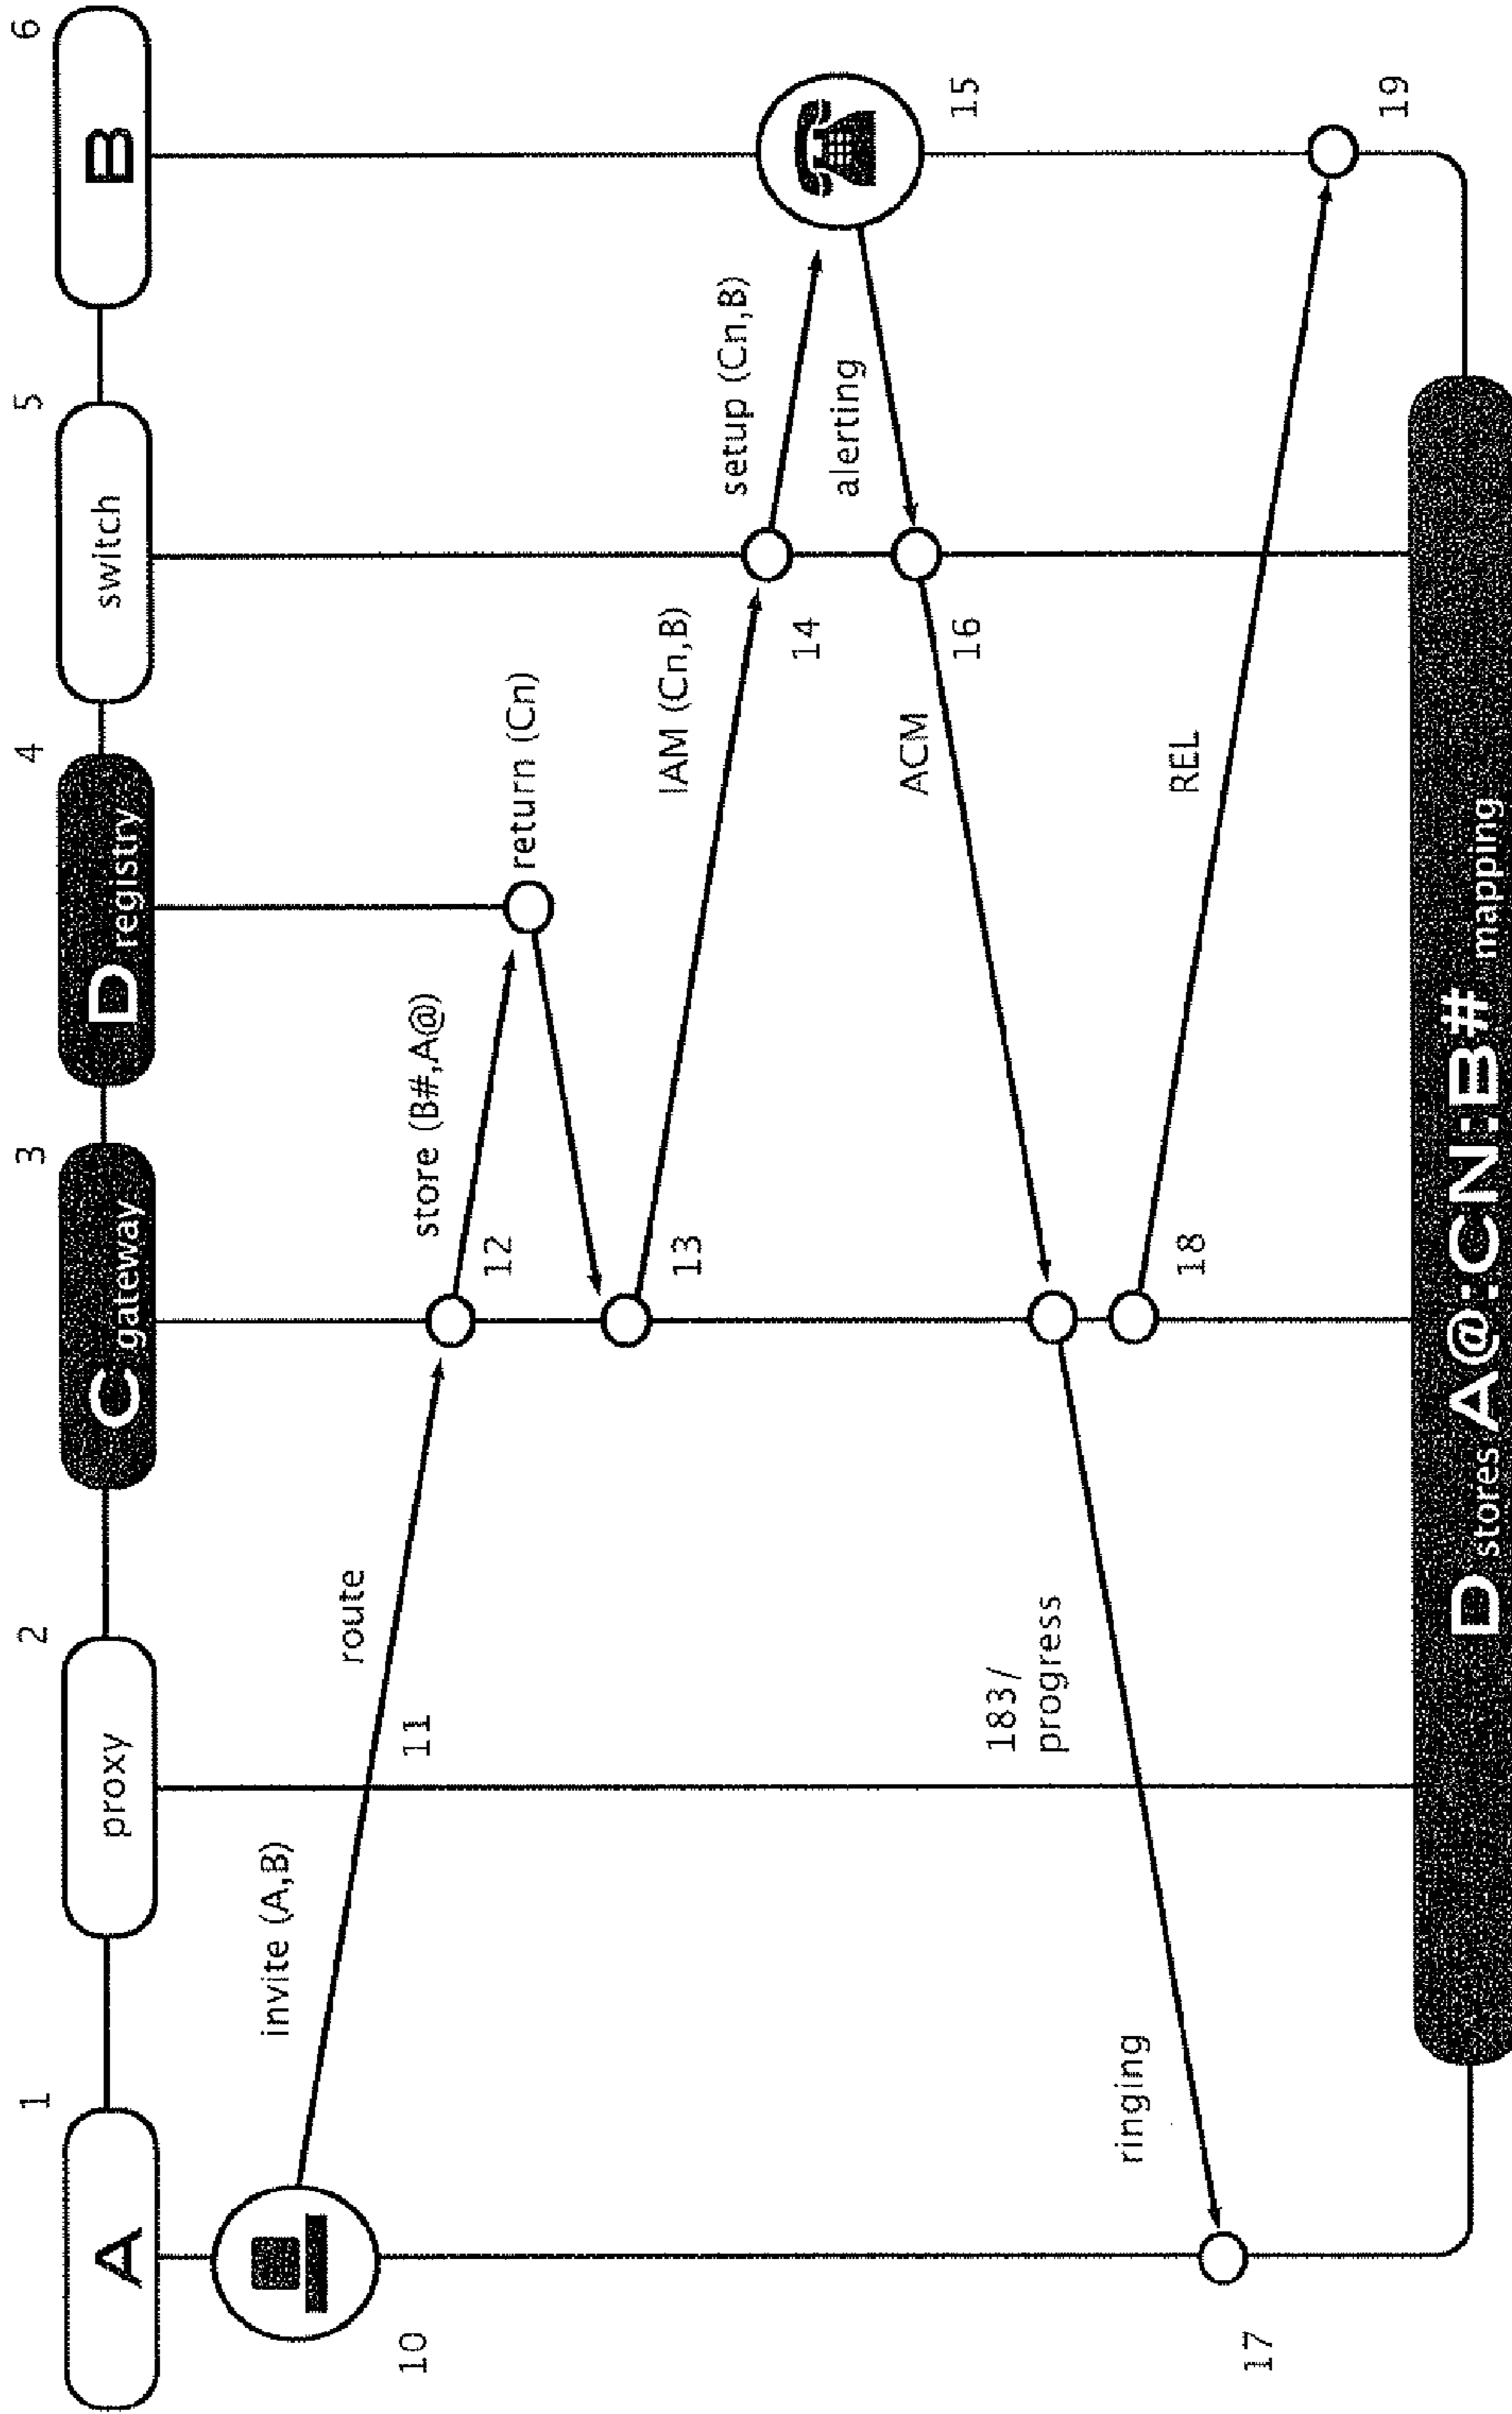 1
2
3
4
5
6
A
proxy
C gateway
D registry
switch
B
10
invite (A,B)
11
route
12
store (B#,A@)
return (Cn)
13
IAM (Cn,B)
14
setup (Cn,B)
15
alerting
16
ACM
183/
progress
ringing
17
18
REL
19
D stores A@:CN:B# mapping